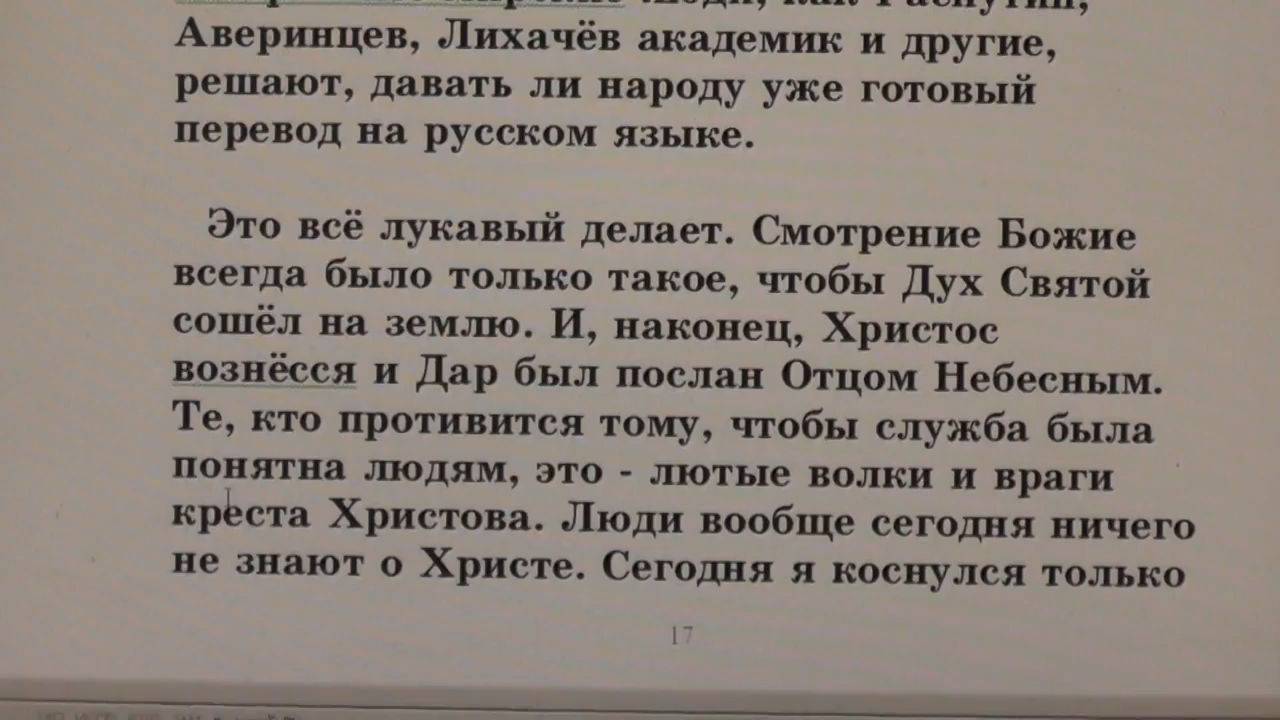 люди, как Распутин,
Аверинцев, Лихачёв академик и другие,
решают, давать ли народу уже готовый
перевод на русском языке.
Это всё лукавый делает. Смотрение Божие
всегда было только такое, чтобы Дух Святой
сошёл на землю. И, наконец, Христос
вознёсся и Дар был послан Отцом Небесным.
Те, кто противится тому, чтобы служба была
понятна людям, это - лютые волки и враги
креста Христова. Люди вообще сегодня ничего
не знают о Христе. Сегодня я коснулся только
17